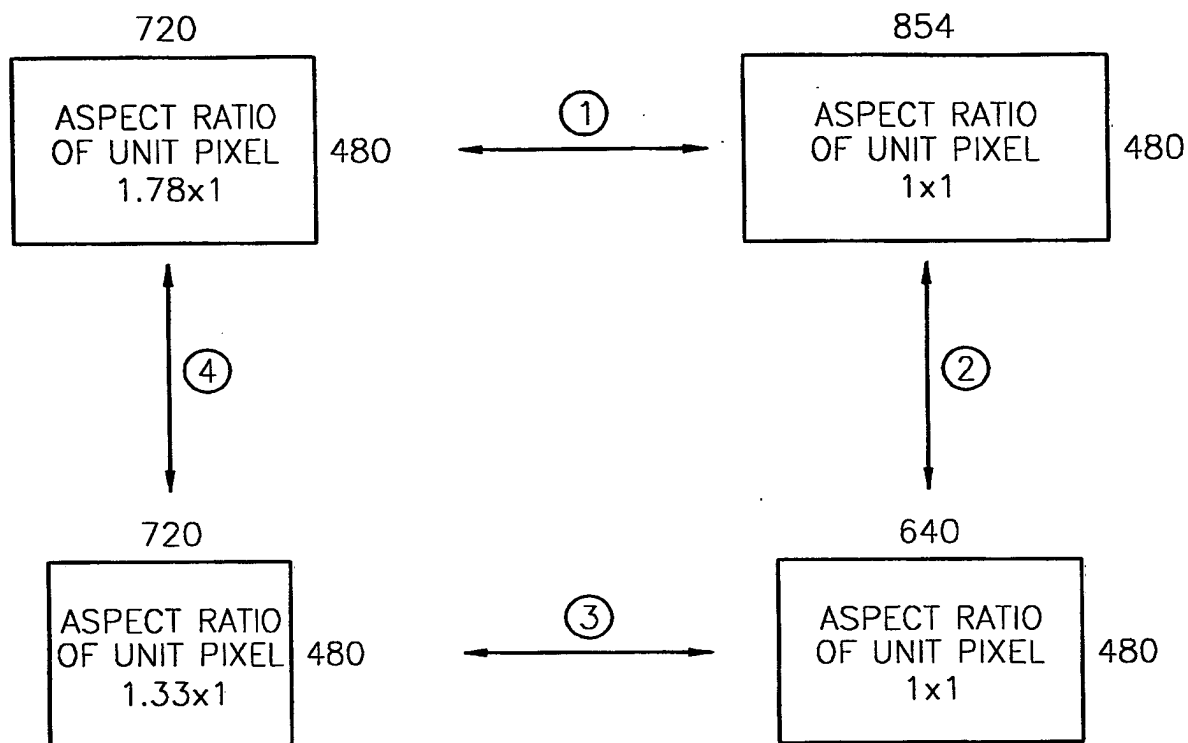 720
ASPECT RATIO
OF UNIT PIXEL
1.78x1
480
1
854
ASPECT RATIO
OF UNIT PIXEL
1x1
480
4
2
720
ASPECT RATIO
OF UNIT PIXEL
1.33x1
480
3
640
ASPECT RATIO
OF UNIT PIXEL
1x1
480